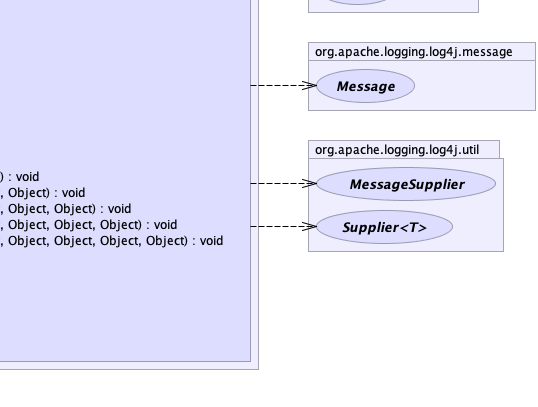 org.apache.logging.log4j.message
Message
org.apache.logging.log4j.util
MessageSupplier
Supplier<T>
) : void
, Object) : void
, Object, Object) : void
, Object, Object, Object) : void
, Object, Object, Object, Object) : void